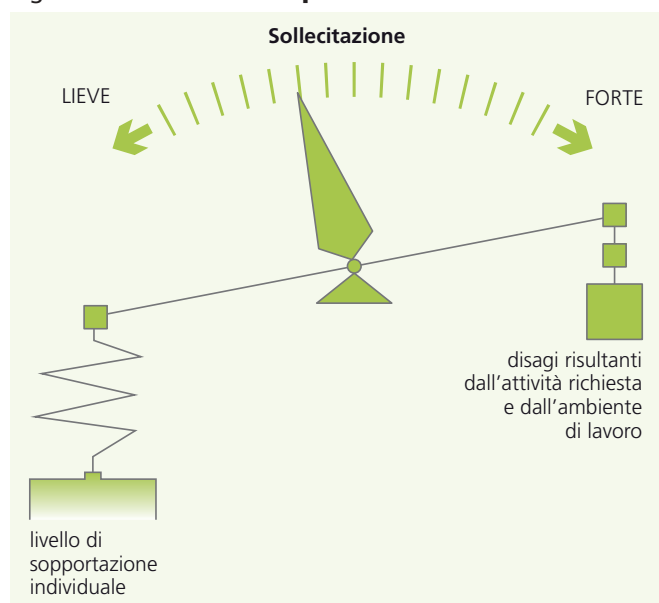 Sollecitazione
LIEVE
FORTE
disagi risultanti
dall'attività richiesta
e dall'ambiente
di lavoro
livello di
sopportazione
individuale